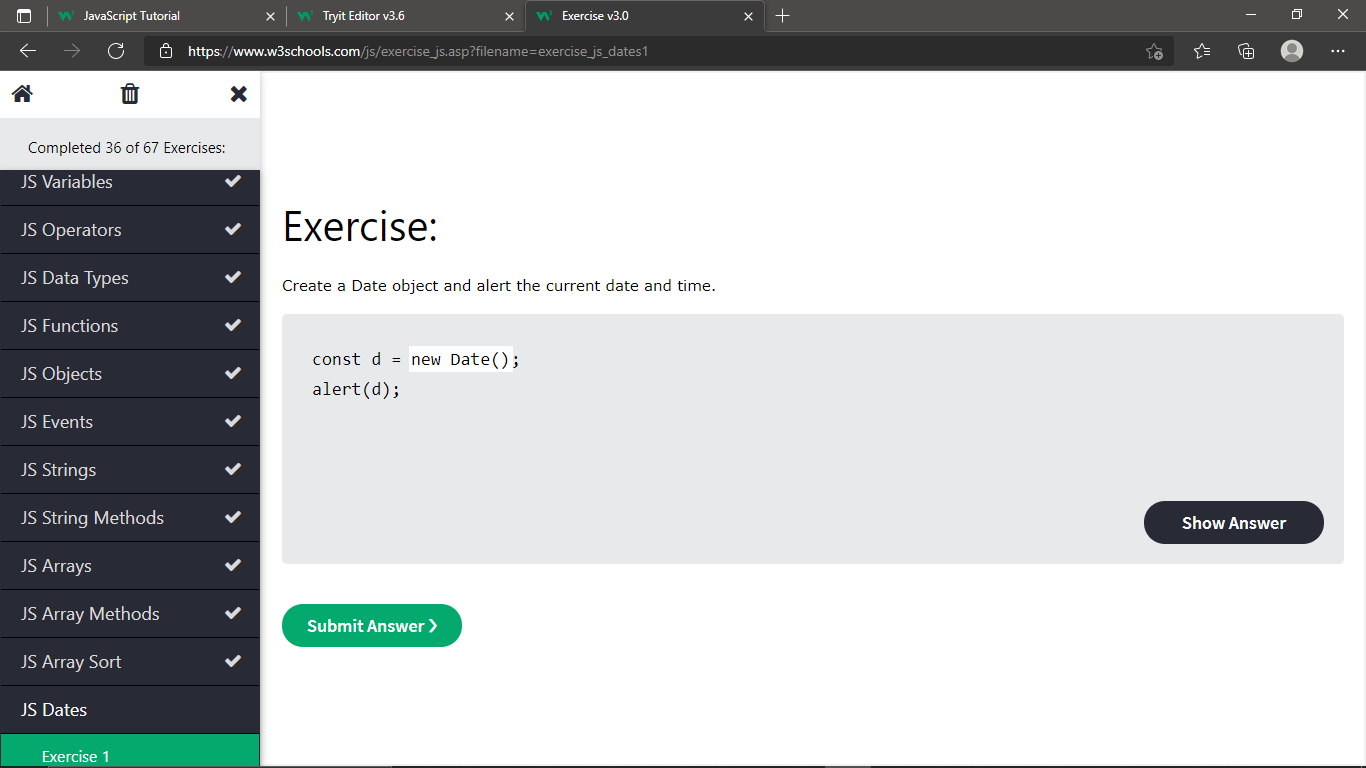 JavaScript Tutorial
Tryit Editor v3.6
Exercise v3.0
https://www.w3schools.com/js/exercise_js.asp?filename=exercise_js_dates1
Completed 36 of 67 Exercises:
JS Variables
JS Operators
JS Data Types
JS Functions
JS Objects
JS Events
JS Strings
JS String Methods
JS Arrays
JS Array Methods
JS Array Sort
JS Dates
Exercise 1
Exercise:
Create a Date object and alert the current date and time.
const d = new Date();
alert(d);
Show Answer
Submit Answer ❯